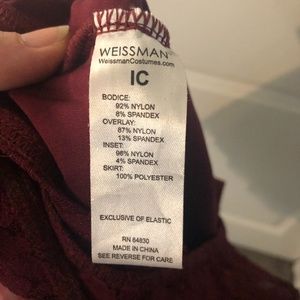 WEISSMAN
WeissmanCostumes.com
IC
BODICE:
92% NYLON
8% SPANDEX
OVERLAY:
87% NYLON
13% SPANDEX
INSET:
96% NYLON
4% SPANDEX
SKIRT:
100% POLYESTER
EXCLUSIVE OF ELASTIC
RN 64830
MADE IN CHINA
SEE REVERSE FOR CARE